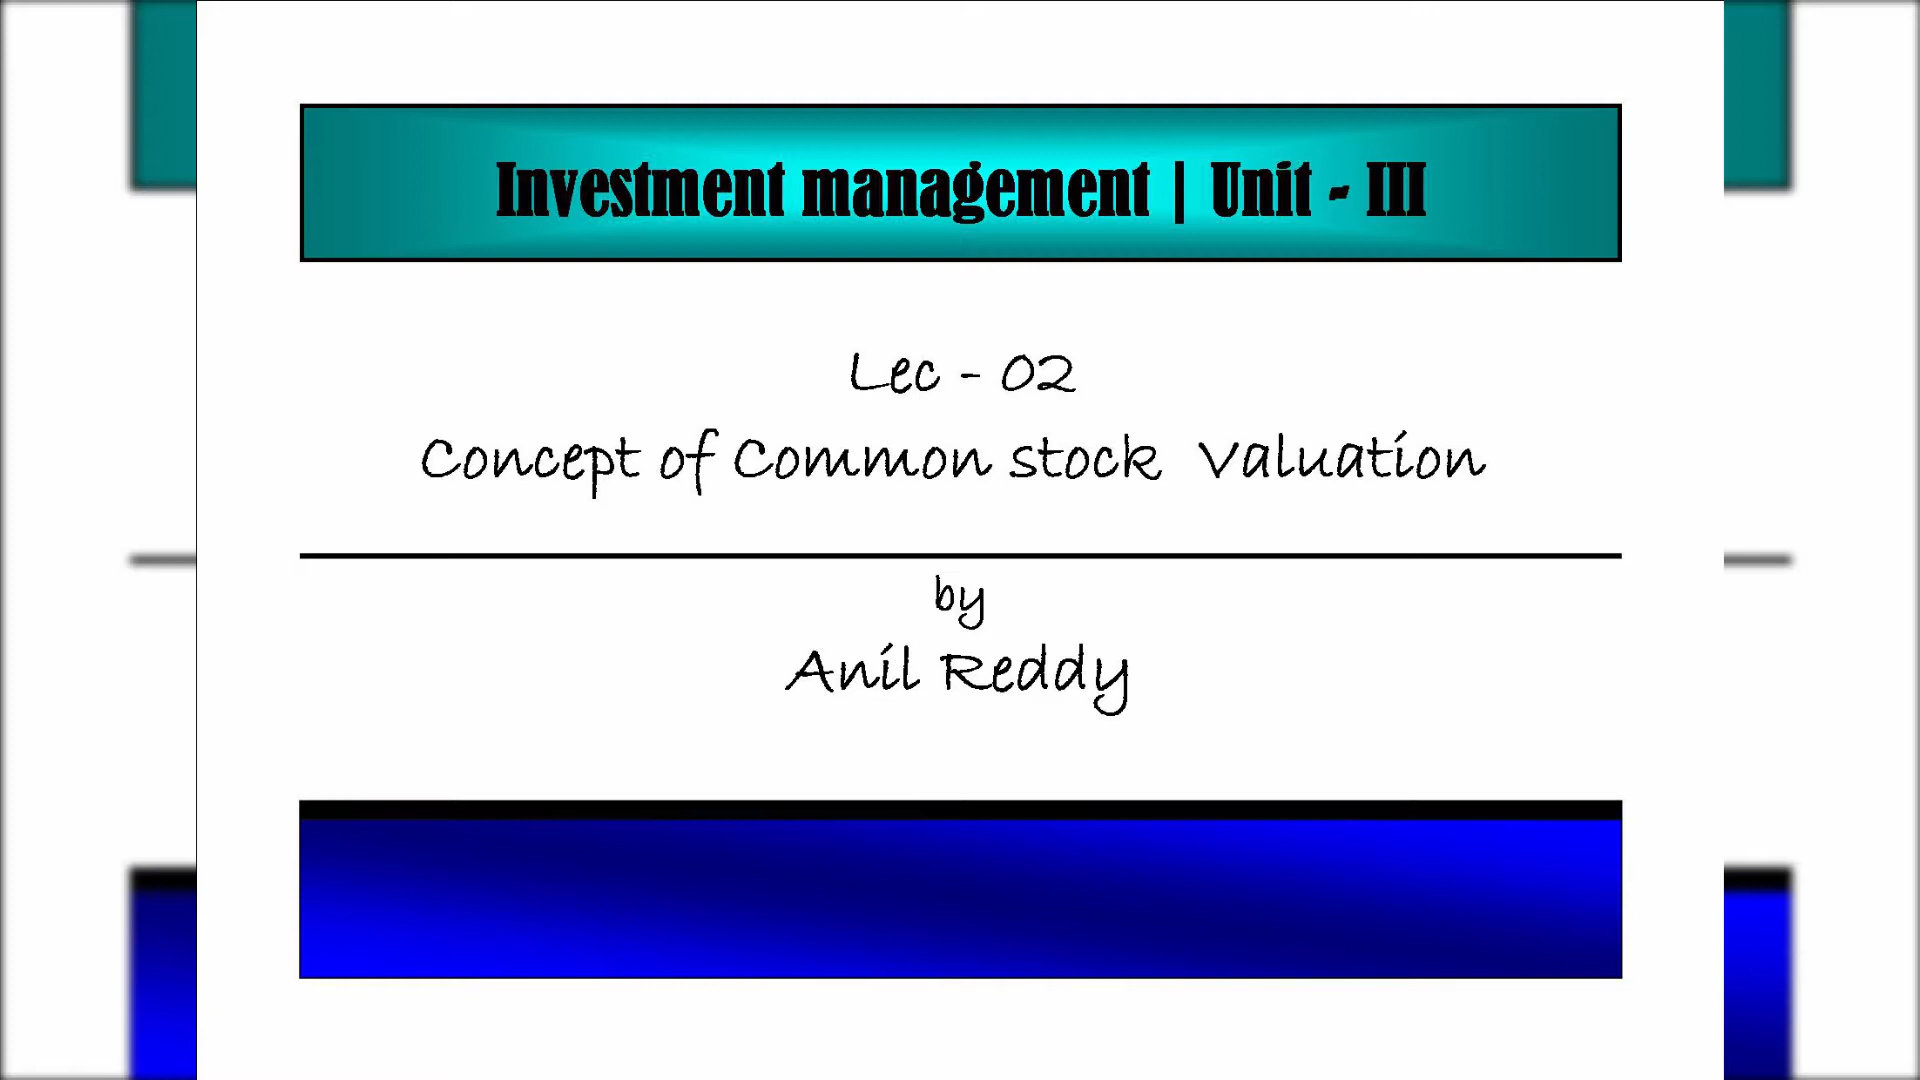 Investment management | Unit - III
Lec - 02
Concept of Common stock Valuation
by
Anil Reddy